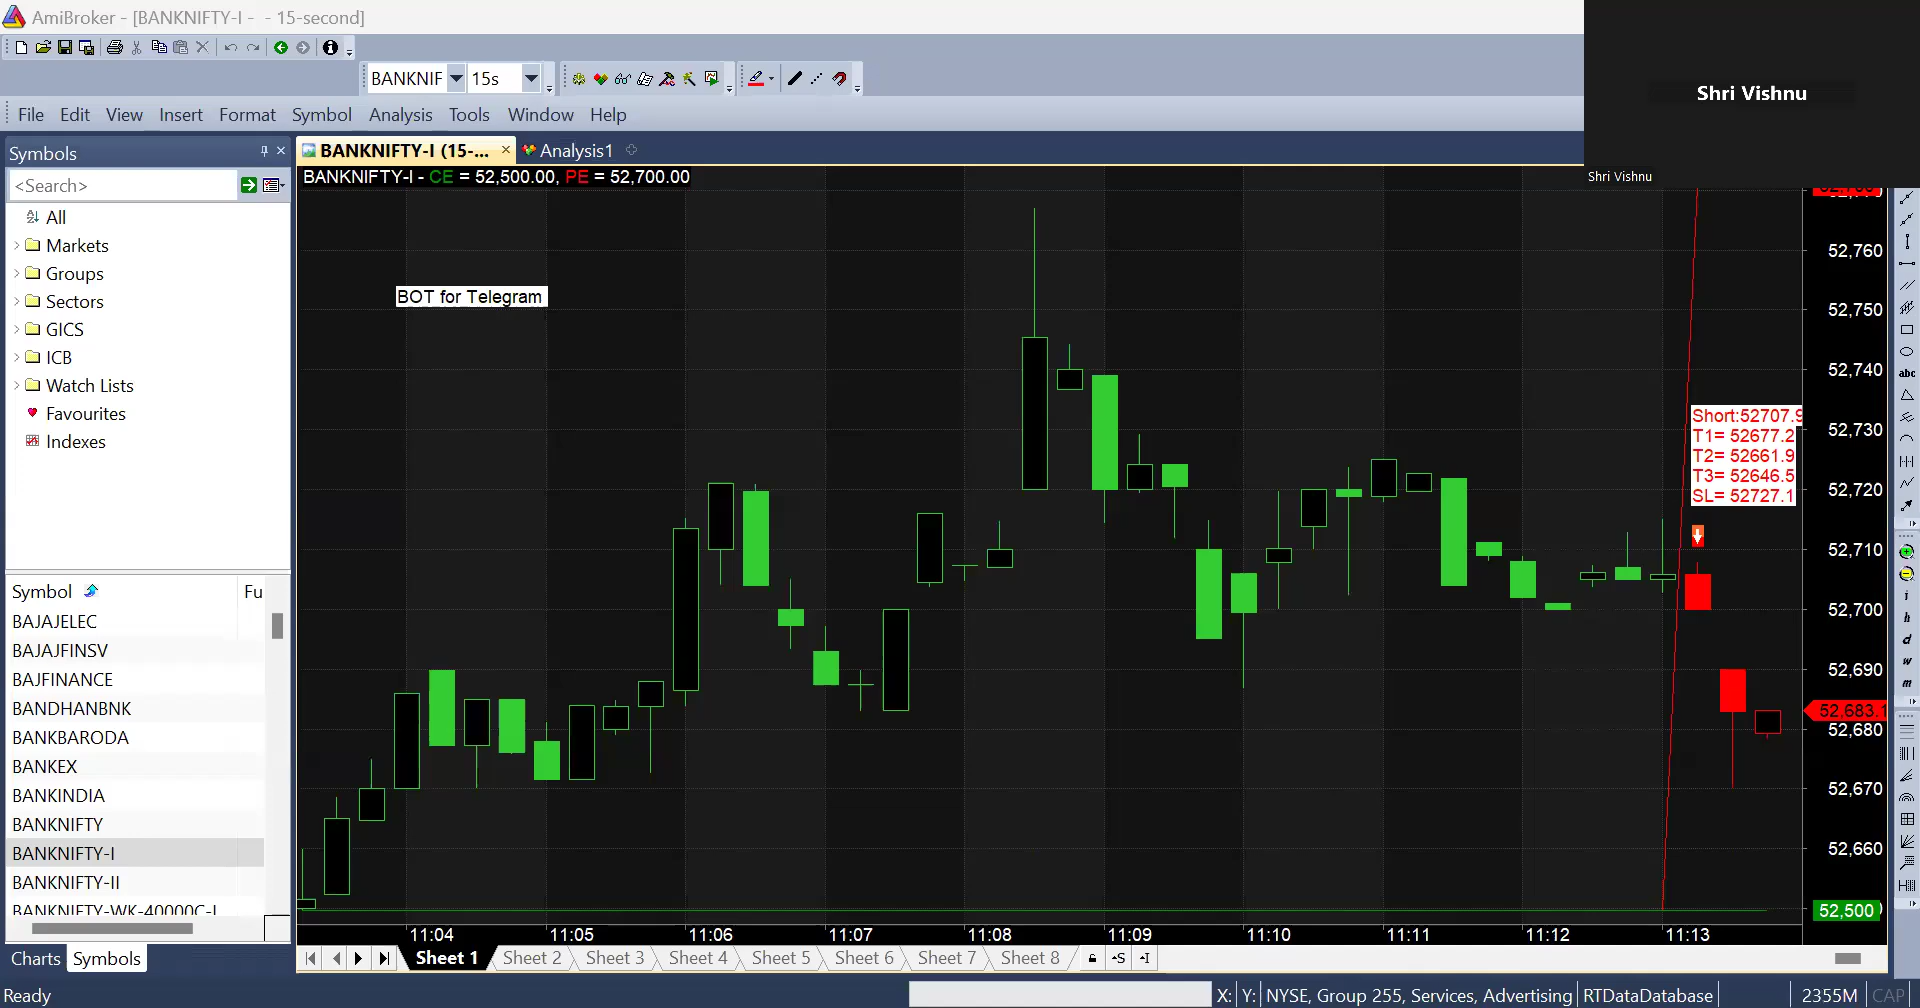 AmiBroker - [BANKNIFTY-I - - 15-second]
BANKNIF 15s
File Edit View Insert Format Symbol Analysis Tools Window Help
Shri Vishnu
Shri Vishnu
Symbols
BANKNIFTY-I (15-...
Analysis1
<Search>
BANKNIFTY-I - CE = 52,500.00, PE = 52,700.00
All
Markets
Groups
Sectors
GICS
ICB
Watch Lists
Favourites
Indexes
BOT for Telegram
Short:52707.9
T1= 52677.2
T2= 52661.9
T3= 52646.5
SL= 52727.1
52,760
52,750
52,740
52,730
52,720
52,710
52,700
52,690
52,683.1
52,680
52,670
52,660
52,500
abc
i
h
d
w
m
Symbol Fu
BAJAJELEC
BAJAJFINSV
BAJFINANCE
BANDHANBNK
BANKBARODA
BANKEX
BANKINDIA
BANKNIFTY
BANKNIFTY-I
BANKNIFTY-II
BANKNIFTY-WK-40000C-I
11:04 11:05 11:06 11:07 11:08 11:09 11:10 11:11 11:12 11:13
Charts Symbols
Sheet 1 Sheet 2 Sheet 3 Sheet 4 Sheet 5 Sheet 6 Sheet 7 Sheet 8
S I
Ready
X: Y: NYSE, Group 255, Services, Advertising RTDataDatabase 2355M CAP